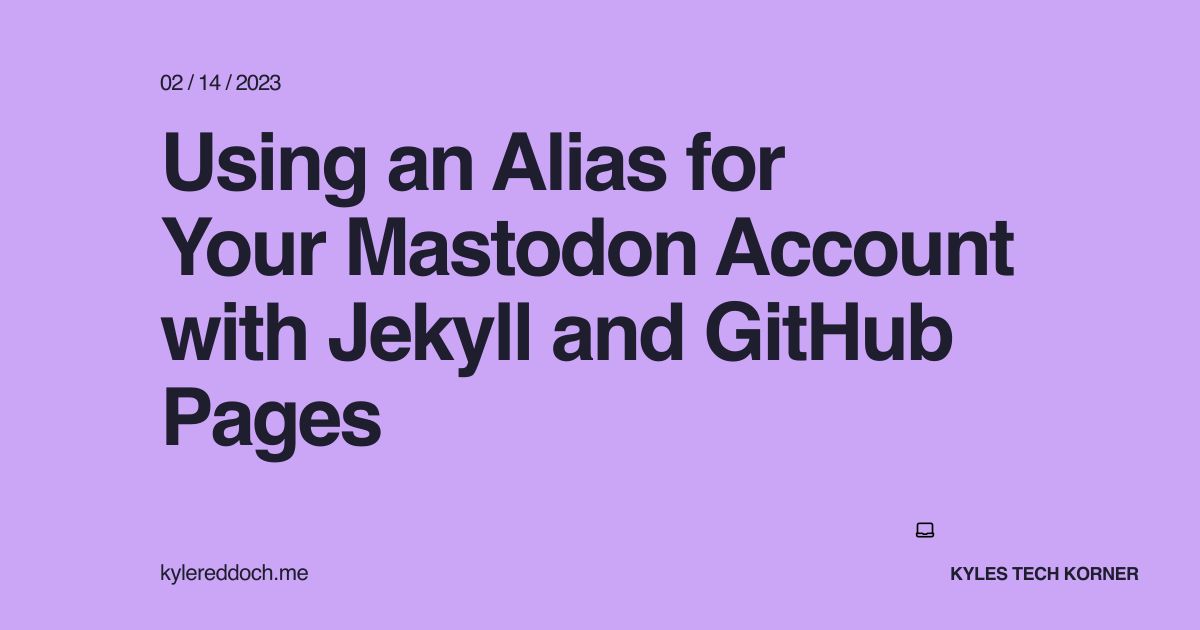 02 / 14 / 2023
Using an Alias for
Your Mastodon Account
with Jekyll and GitHub
Pages
kylereddoch.me
KYLES TECH KORNER